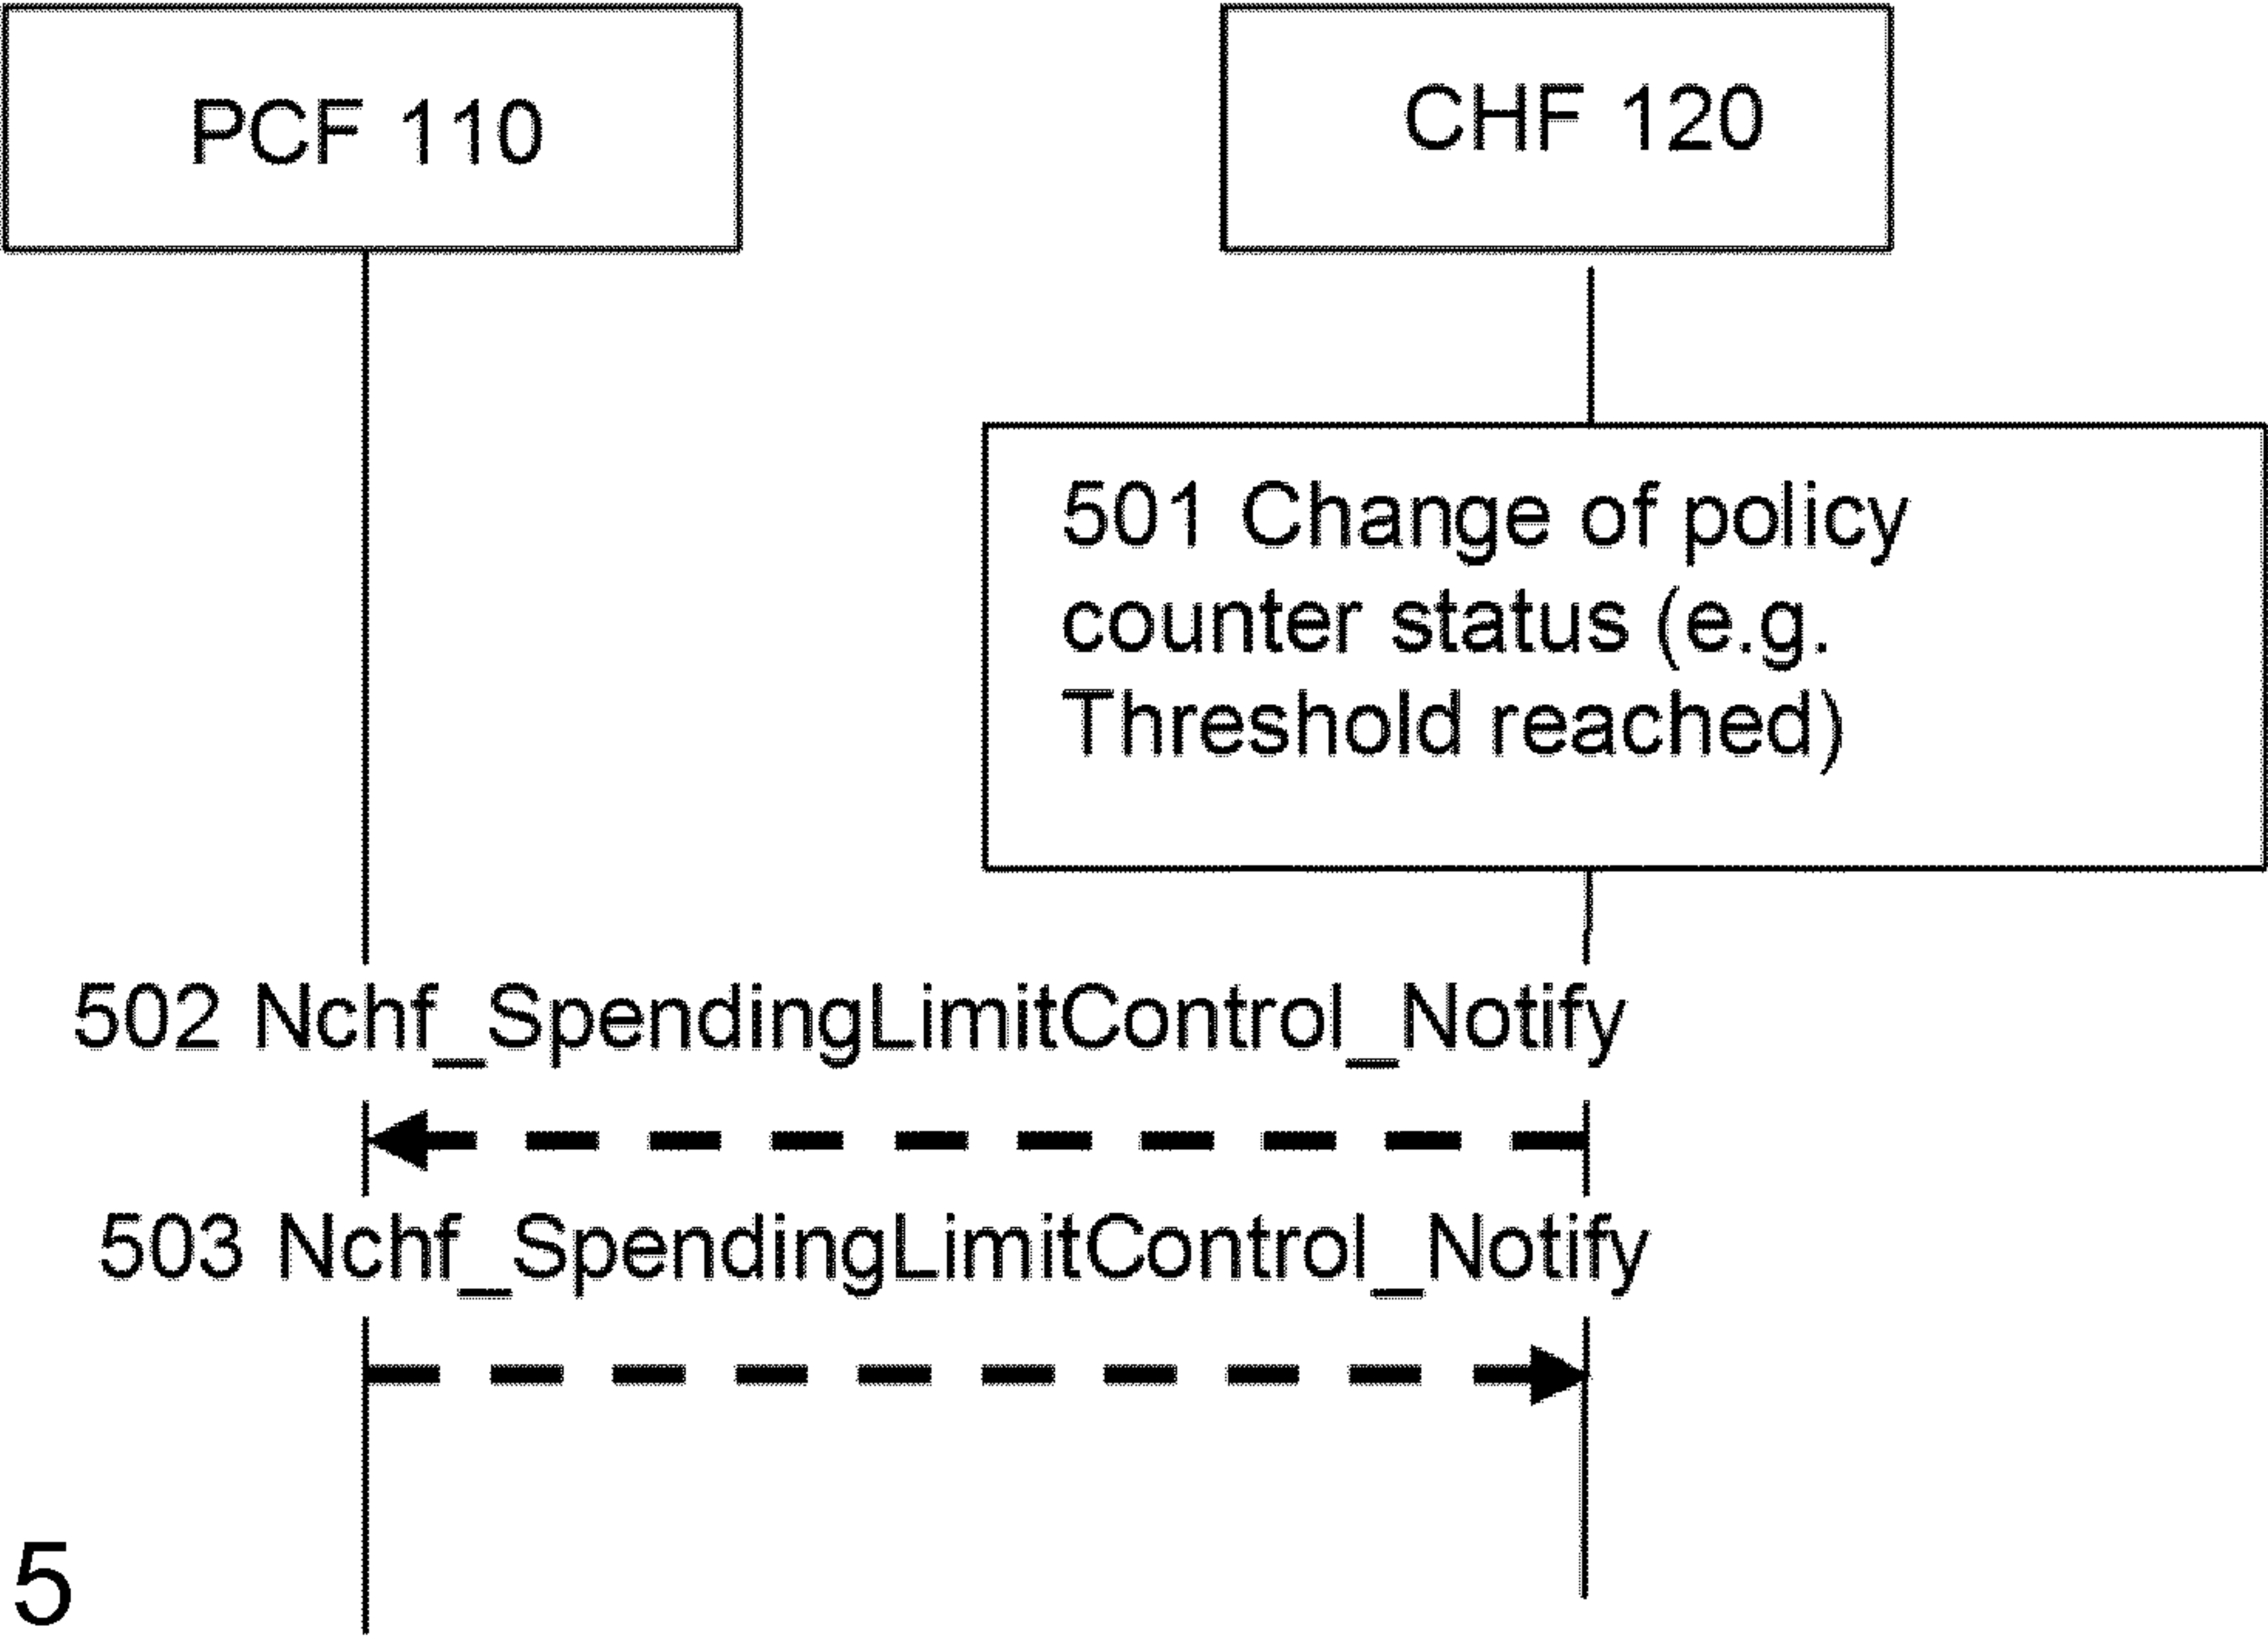 PCF 110
CHF 120
501 Change of policy
counter status (e.g.
Threshold reached)
502 Nchf_SpendingLimitControl_Notify
503 Nchf_SpendingLimitControl_Notify
5